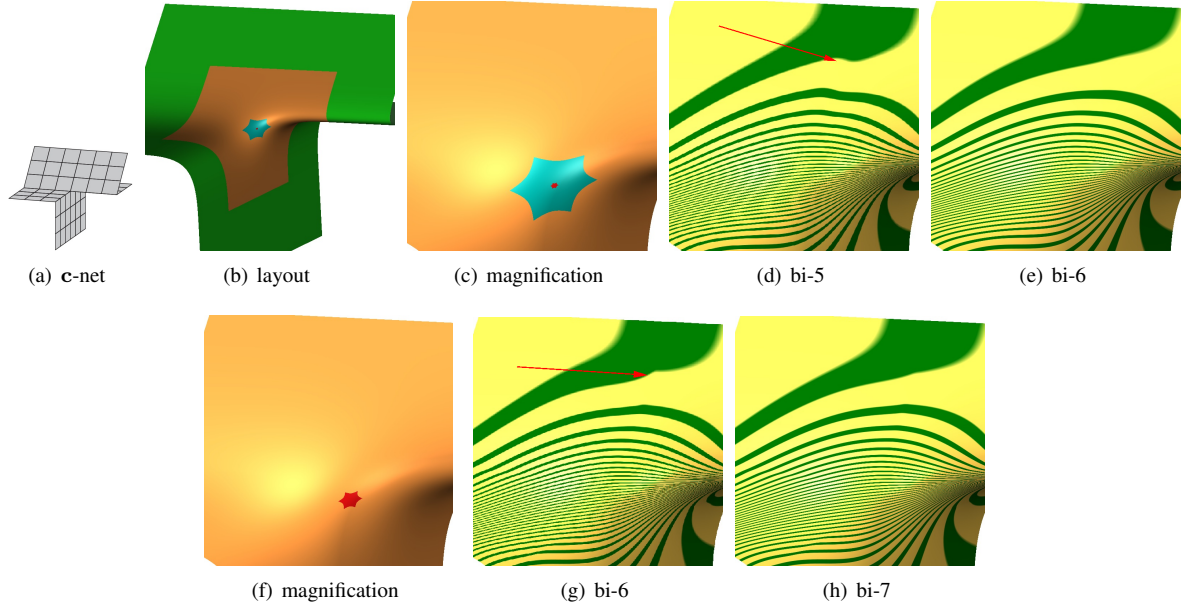 (a) c-net
(b) layout
(c) magnification
(d) bi-5
(e) bi-6
(f) magnification
(g) bi-6
(h) bi-7